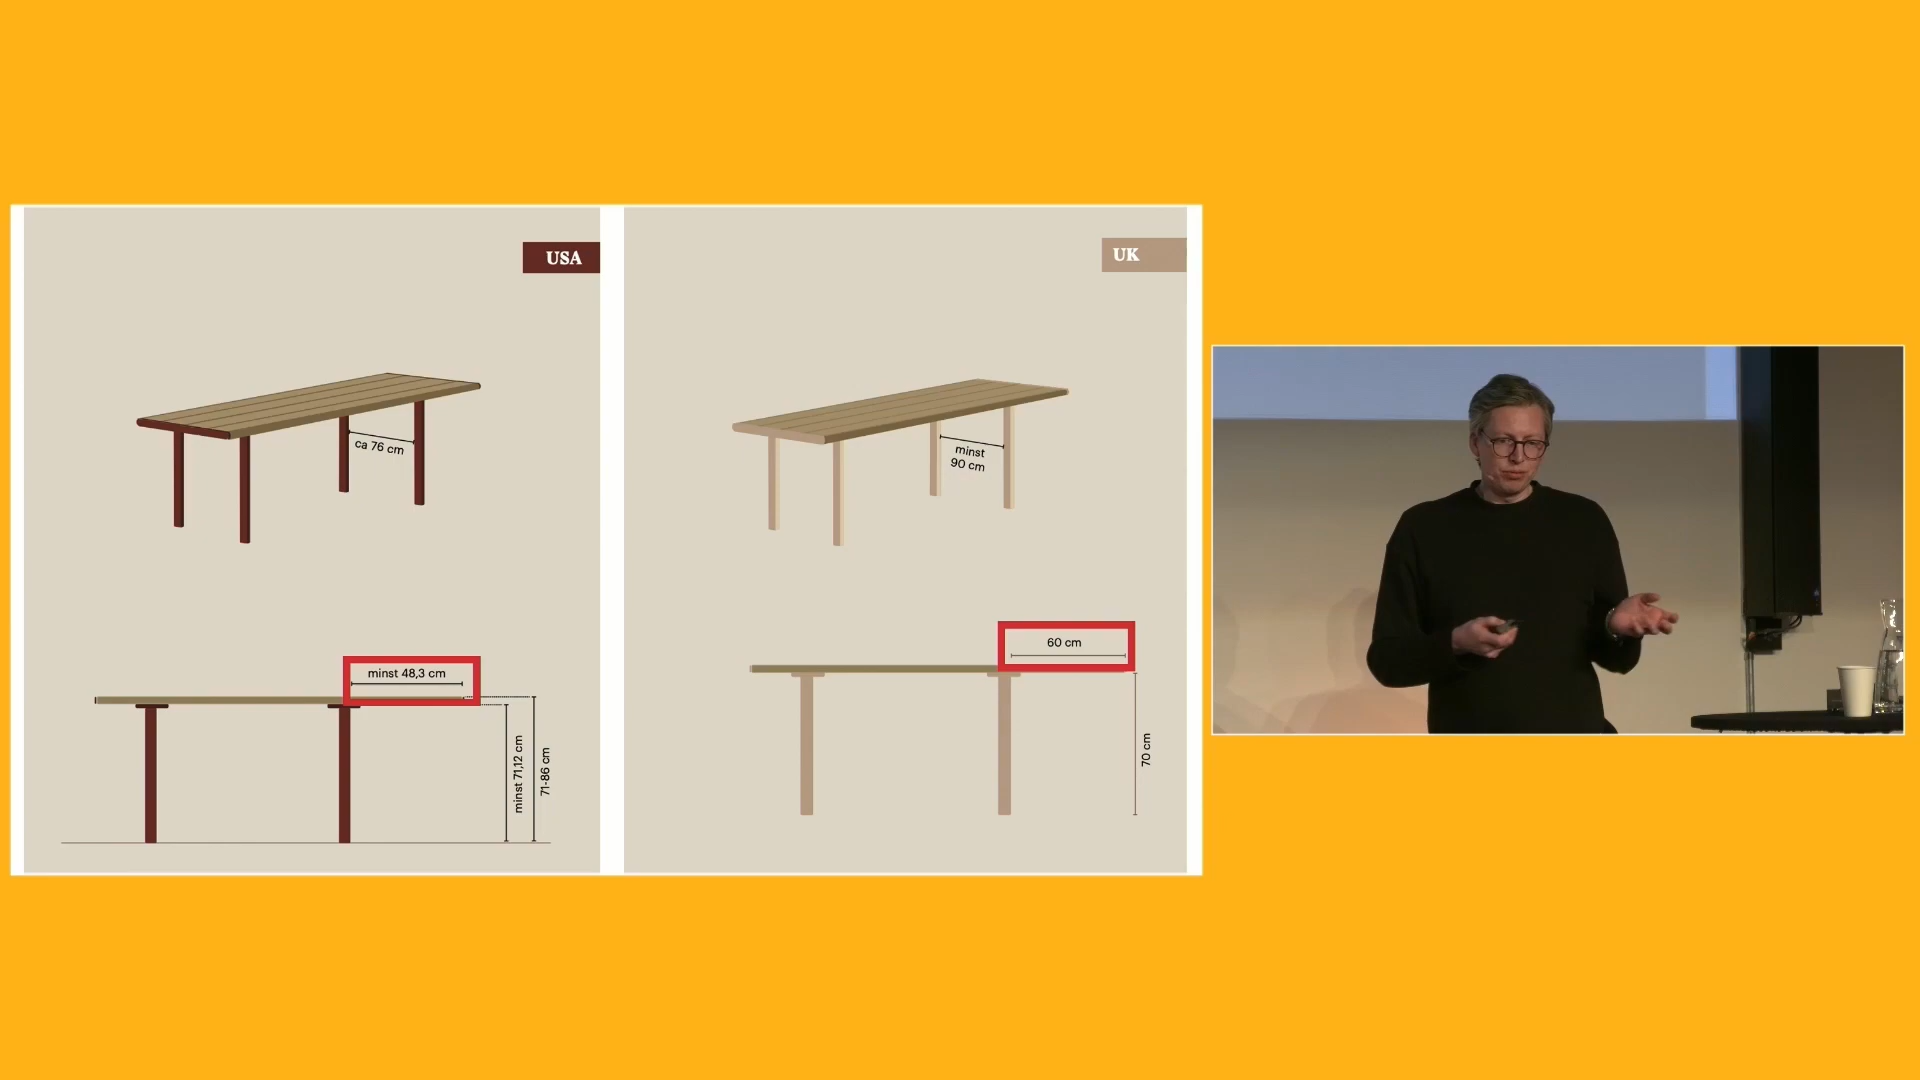 USA
ca 76 cm
minst 48,3 cm
minst 71,12 cm
71-86 cm
UK
minst
90 cm
60 cm
70 cm